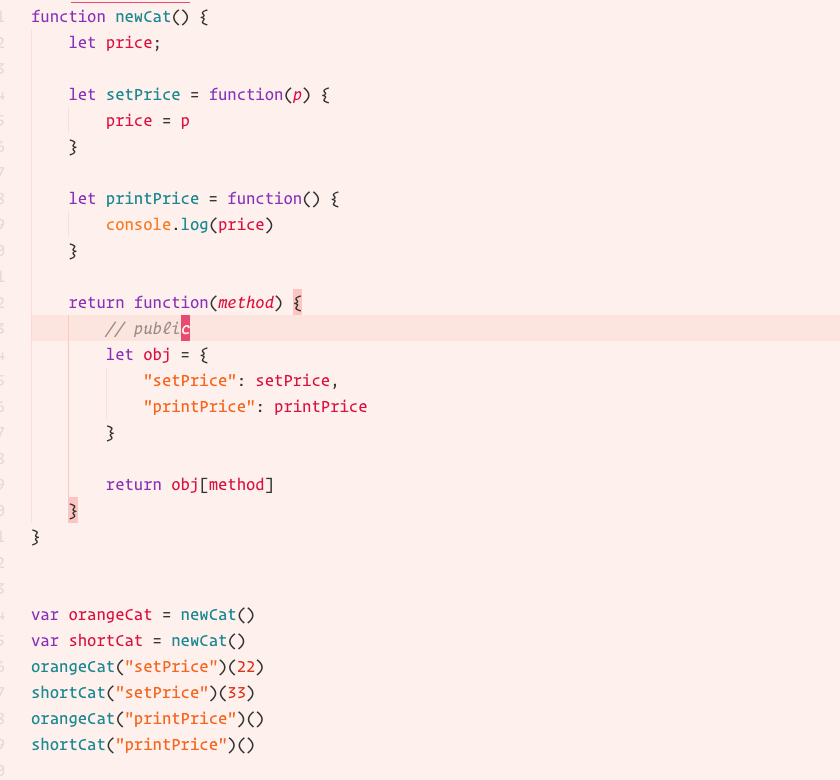 function newCat() {
    let price;

    let setPrice = function(p) {
        price = p
    }

    let printPrice = function() {
        console.log(price)
    }

    return function(method) {
        // public
        let obj = {
            "setPrice": setPrice,
            "printPrice": printPrice
        }

        return obj[method]
    }
}


var orangeCat = newCat()
var shortCat = newCat()
orangeCat("setPrice")(22)
shortCat("setPrice")(33)
orangeCat("printPrice")()
shortCat("printPrice")()